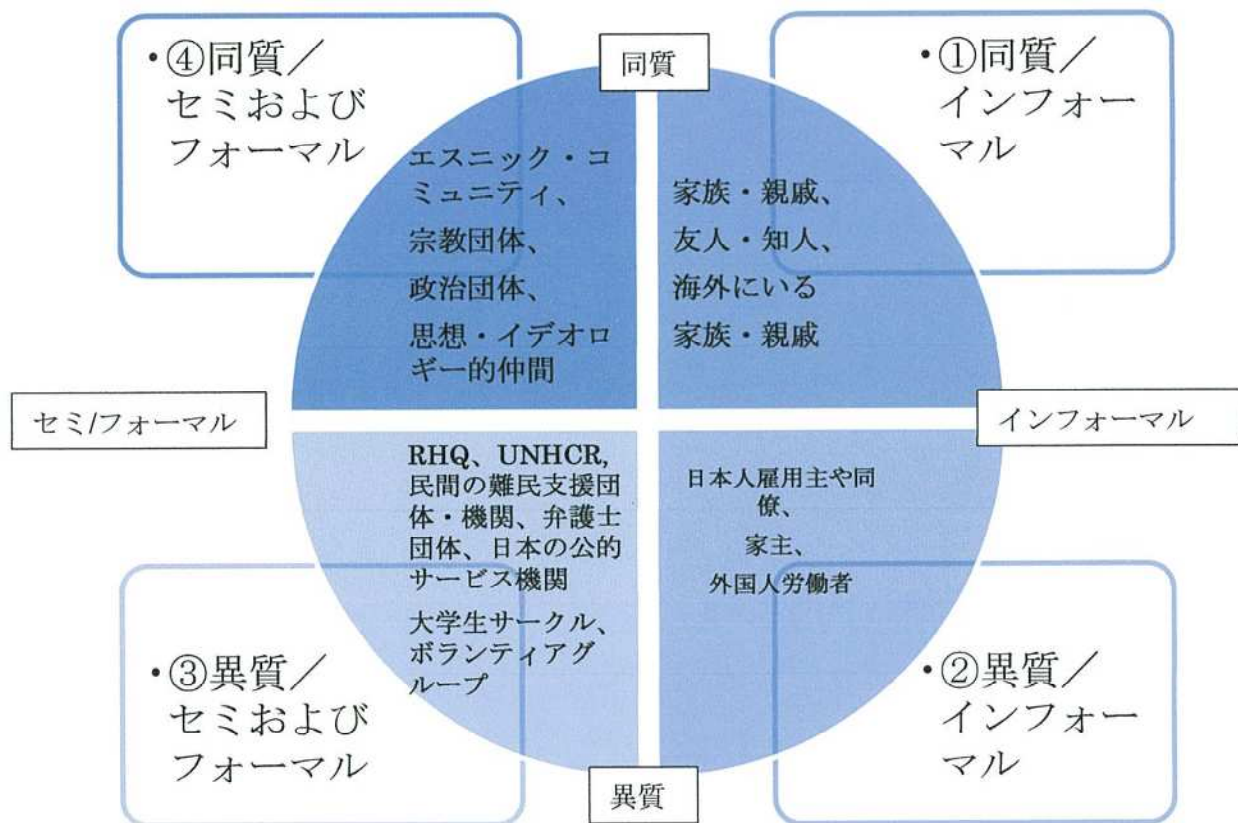 同質
・④同質／
セミおよび
フォーマル
エスニック・コ
ミュニティ、
宗教団体、
政治団体、
思想・イデオロ
ギー的仲間
・①同質／
インフォー
マル
家族・親戚、
友人・知人、
海外にいる
家族・親戚
セミ/フォーマル
インフォーマル
RHQ、UNHCR,
民間の難民支援団
体・機関、弁護士
団体、日本の公的
サービス機関
大学生サークル、
ボランティアグ
ループ
・③異質／
セミおよび
フォーマル
日本人雇用主や同
僚、
家主、
外国人労働者
・②異質／
インフォー
マル
異質